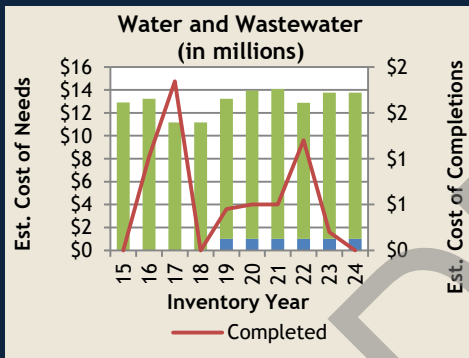 Water and Wastewater
(in millions)
Est. Cost of Needs
$16
$14
$12
$10
$8
$6
$4
$2
$0
$2
$2
$1
$1
$0
Est. Cost of Completions
15 16 17 18 19 20 21 22 23 24
Inventory Year
Completed